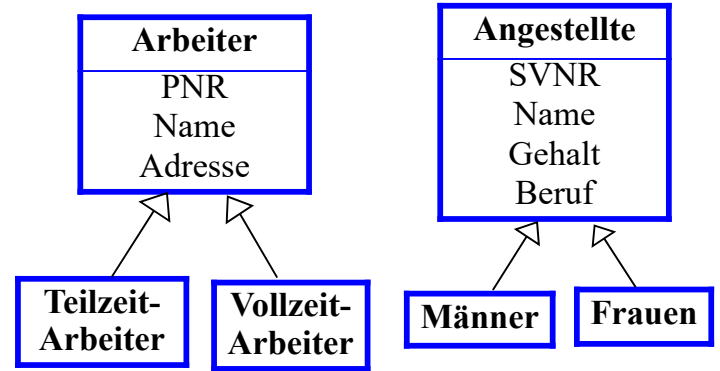 Arbeiter
PNR
Name
Adresse
Teilzeit-
Arbeiter
Vollzeit-
Arbeiter
Angestellte
SVNR
Name
Gehalt
Beruf
Männer
Frauen